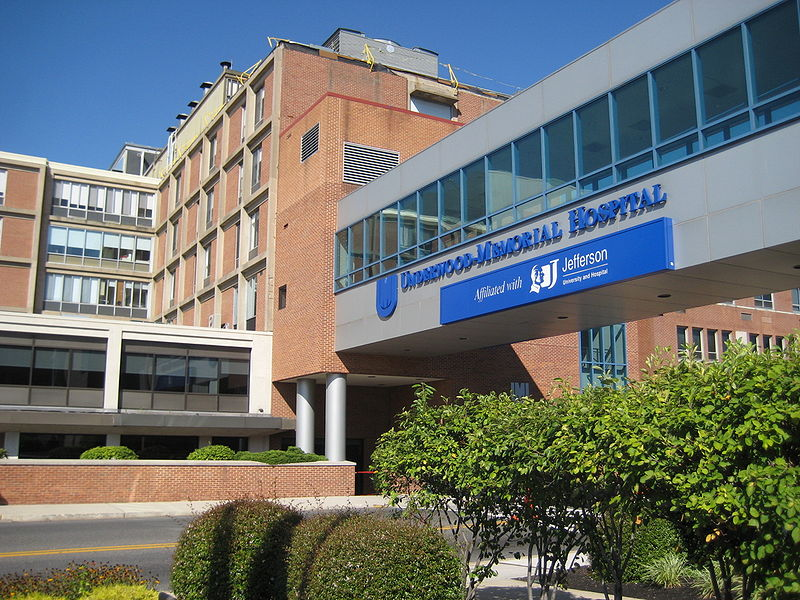 Underwood-Memorial Hospital
Affiliated with Jefferson
University and Hospital